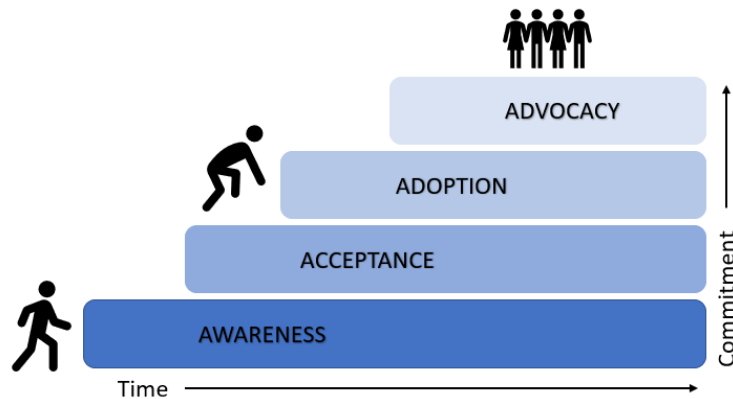 ADVOCACY
ADOPTION
ACCEPTANCE
AWARENESS
Time
Commitment